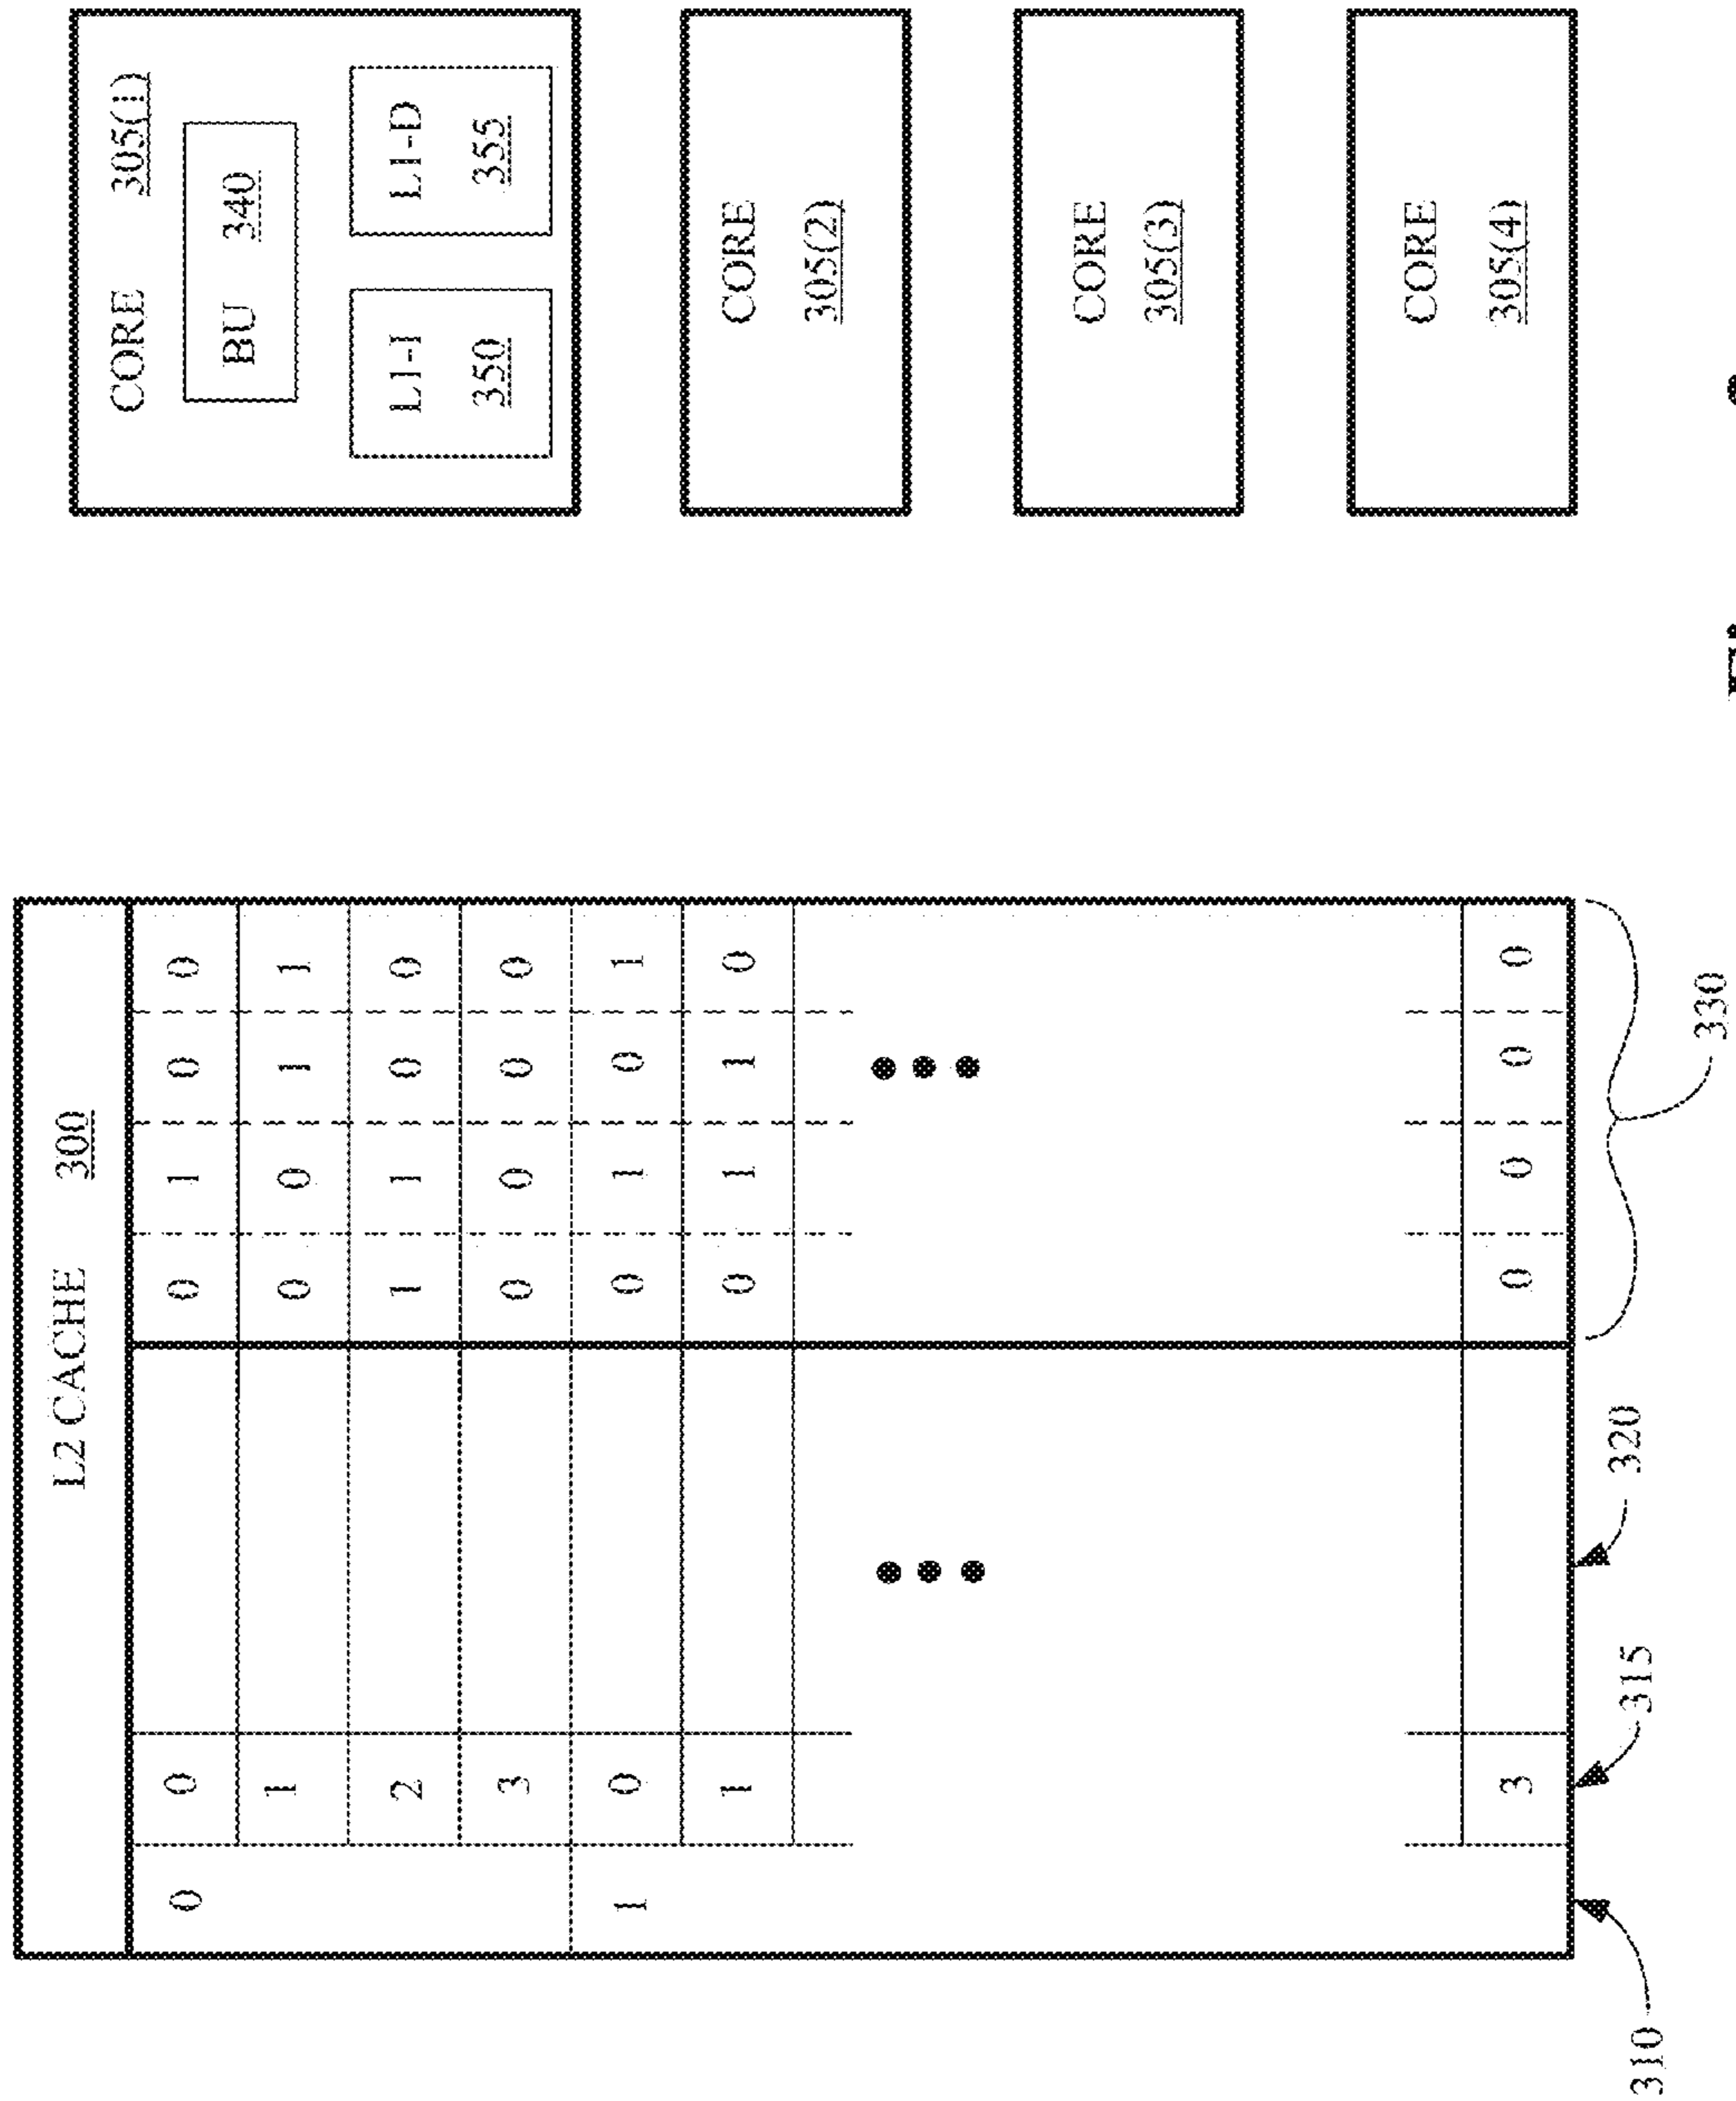 L2 CACHE 300
0 0 0 1 0 0
1 0 0 1 1
2 1 1 0 0
3 0 0 0 0
1 0 0 1 0 1
1 0 1 1 0
3 0 0 0 0
310
315
320
330
CORE 305(1)
BU 340
L1-I
350
L1-D
355
CORE
305(2)
CORE
305(3)
CORE
305(4)